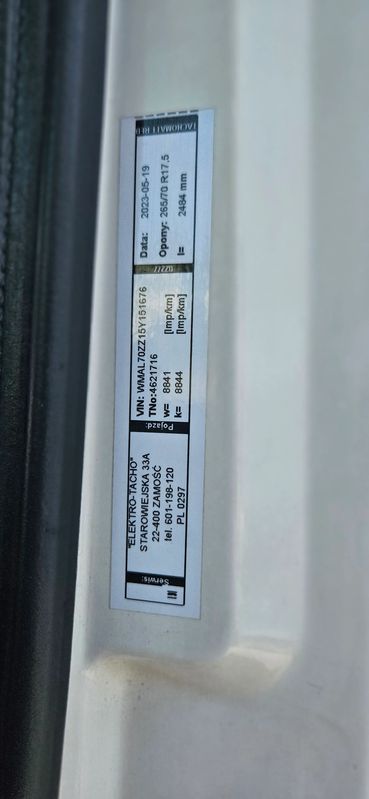 Serwis:
"ELEKTRO-TACHO"
STAROWIEJSKA 33A
22-400 ZAMOŚĆ
tel. 601-198-120
PL 0297
Pojazd:
VIN: WMAL70ZZ15Y151676
TNo:4621716
w= 8841 [Imp/km]
k= 8844 [Imp/km]
Data: 2023-05-19
Opony: 265/70 R17,5
l= 2484 mm